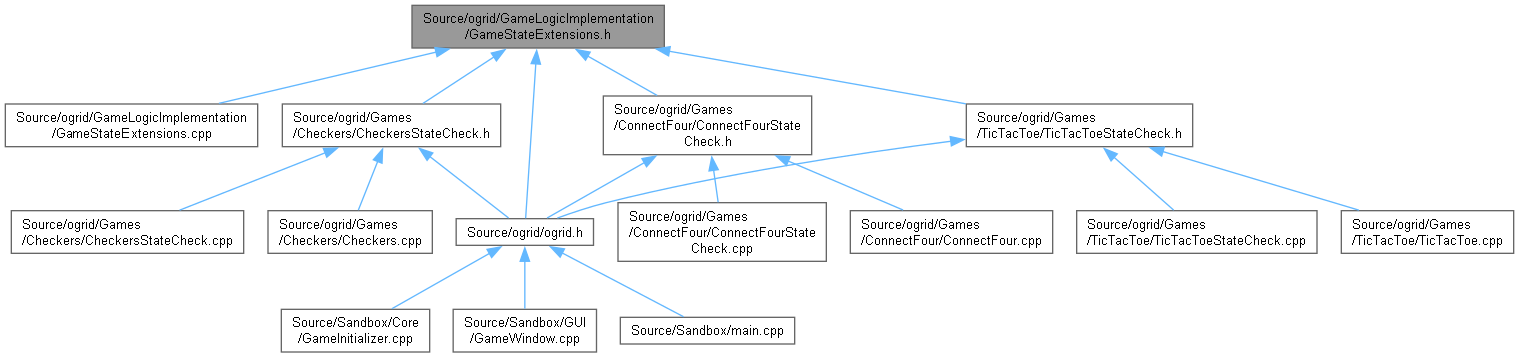 Source/ogrid/GameLogicImplementation
/GameStateExtensions.h
Source/ogrid/GameLogicImplementation
/GameStateExtensions.cpp
Source/ogrid/Games
/Checkers/CheckersStateCheck.h
Source/ogrid/Games
/ConnectFour/ConnectFourState
Check.h
Source/ogrid/Games
/TicTacToe/TicTacToeStateCheck.h
Source/ogrid/Games
/Checkers/CheckersStateCheck.cpp
Source/ogrid/Games
/Checkers/Checkers.cpp
Source/ogrid/ogrid.h
Source/ogrid/Games
/ConnectFour/ConnectFourState
Check.cpp
Source/ogrid/Games
/ConnectFour/ConnectFour.cpp
Source/ogrid/Games
/TicTacToe/TicTacToeStateCheck.cpp
Source/ogrid/Games
/TicTacToe/TicTacToe.cpp
Source/Sandbox/Core
/GameInitializer.cpp
Source/Sandbox/GUI
/GameWindow.cpp
Source/Sandbox/main.cpp